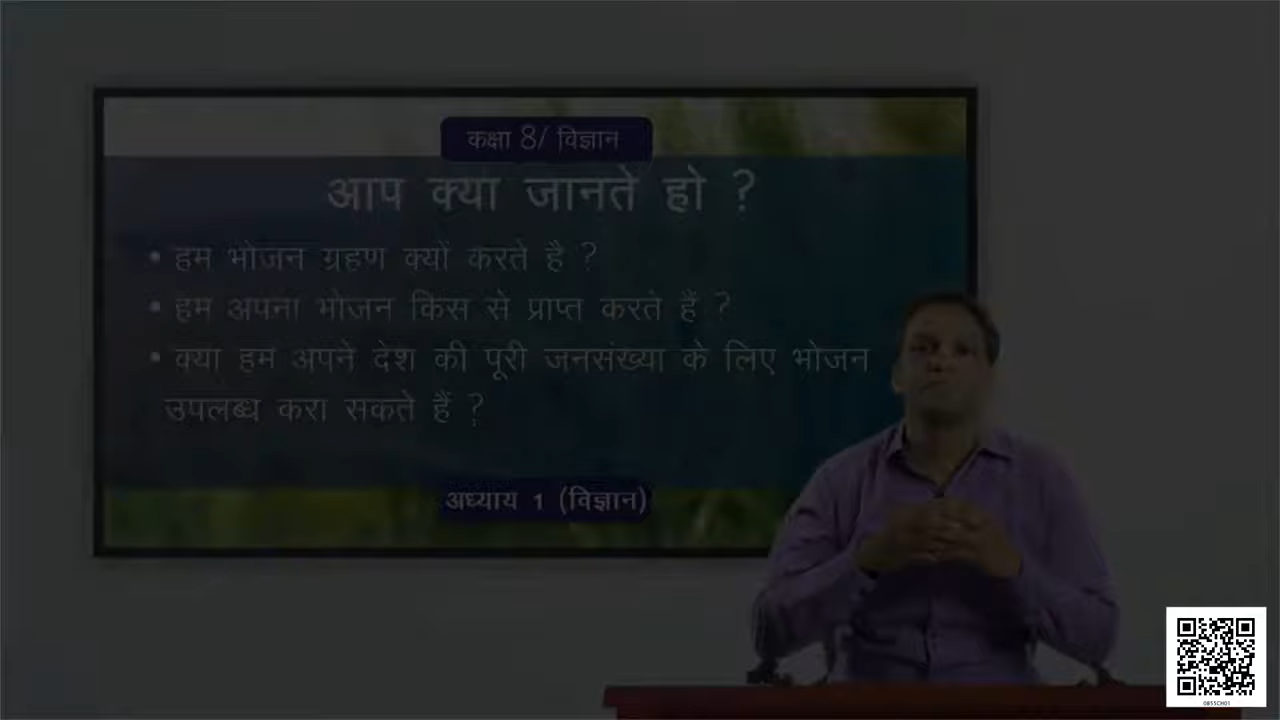 कक्षा 8/ विज्ञान
आप क्या जानते हो ?
• हम भोजन ग्रहण क्यों करते है ?
• हम अपना भोजन किस से प्राप्त करते हैं ?
• क्या हम अपने देश की पूरी जनसंख्या के लिए भोजन
उपलब्ध करा सकते हैं ?
अध्याय 1 (विज्ञान)
0855CH01